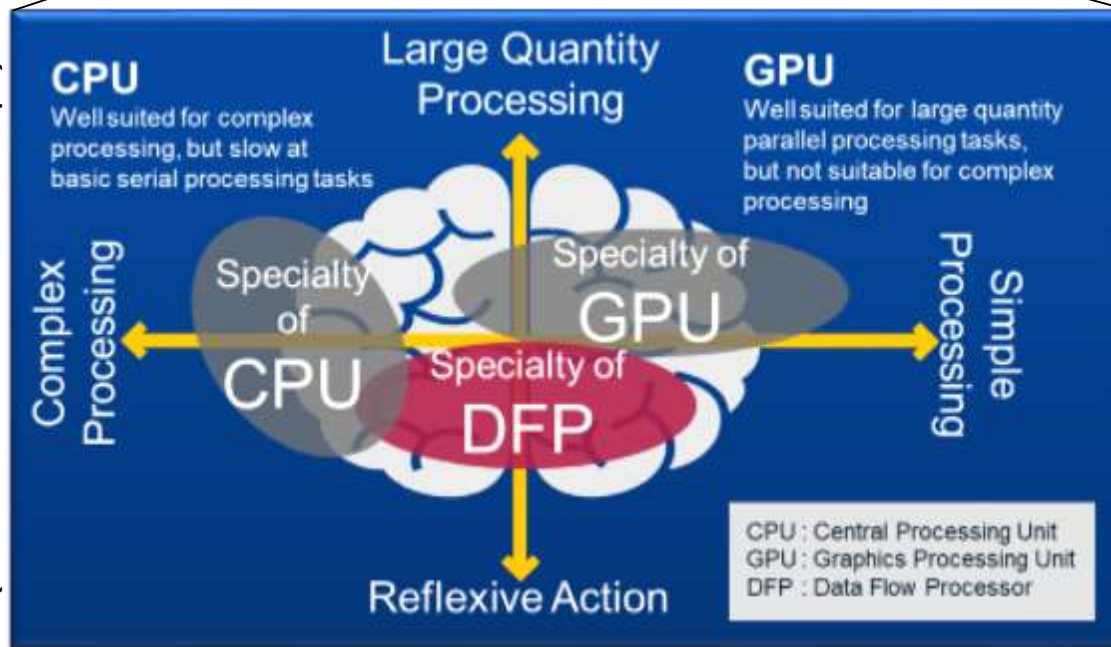 Large Quantity
Processing
CPU
Well suited for complex
processing, but slow at
basic serial processing tasks
GPU
Well suited for large quantity
parallel processing tasks,
but not suitable for complex
processing
Complex
Processing
Specialty
of
CPU
Specialty of
GPU
Specialty of
DFP
Simple
Processing
Reflexive Action
CPU : Central Processing Unit
GPU : Graphics Processing Unit
DFP : Data Flow Processor